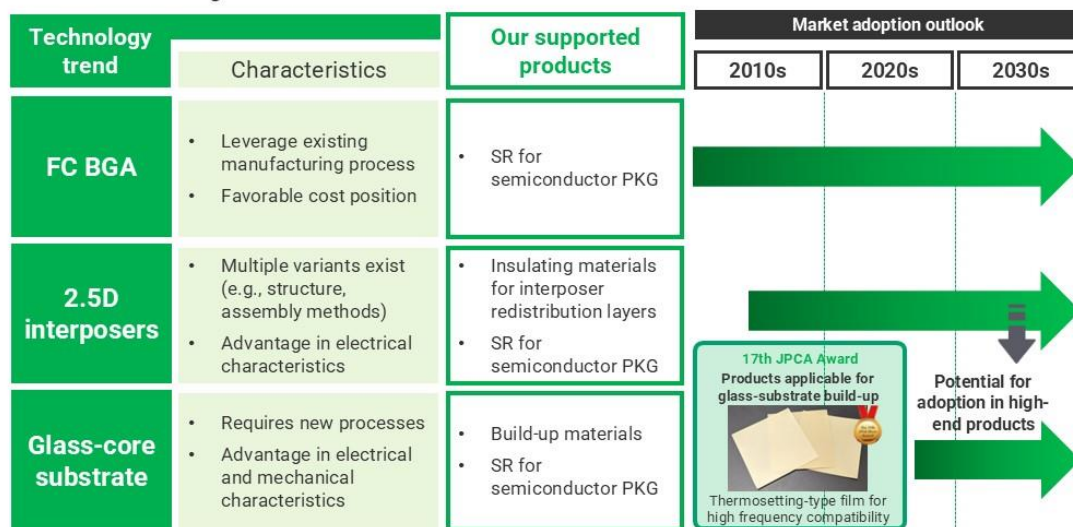 Technology
trend
Characteristics
Our supported
products
Market adoption outlook
2010s
2020s
2030s
FC BGA
• Leverage existing
manufacturing process
• Favorable cost position
• SR for
semiconductor PKG
2.5D
interposers
• Multiple variants exist
(e.g., structure,
assembly methods)
• Advantage in electrical
characteristics
• Insulating materials
for interposer
redistribution layers
• SR for
semiconductor PKG
Glass-core
substrate
• Requires new processes
• Advantage in electrical
and mechanical
characteristics
• Build-up materials
• SR for
semiconductor PKG
17th JPCA Award
Products applicable for
glass-substrate build-up
Thermosetting-type film for
high frequency compatibility
Potential for
adoption in high-
end products